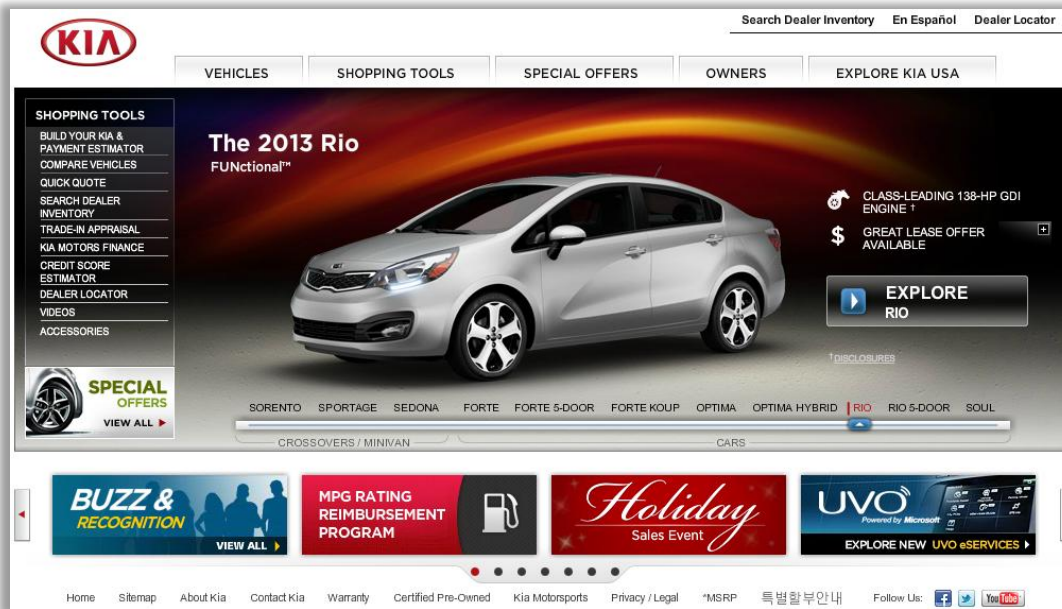 Search Dealer Inventory En Español Dealer Locator
KIA
VEHICLES SHOPPING TOOLS SPECIAL OFFERS OWNERS EXPLORE KIA USA
SHOPPING TOOLS
BUILD YOUR KIA &
PAYMENT ESTIMATOR
COMPARE VEHICLES
QUICK QUOTE
SEARCH DEALER
INVENTORY
TRADE-IN APPRAISAL
KIA MOTORS FINANCE
CREDIT SCORE
ESTIMATOR
DEALER LOCATOR
VIDEOS
ACCESSORIES
SPECIAL
OFFERS
VIEW ALL
The 2013 Rio
FUNctional™
CLASS-LEADING 138-HP GDI
ENGINE †
$ GREAT LEASE OFFER
AVAILABLE
EXPLORE
RIO
†DISCLOSURES
SORENTO SPORTAGE SEDONA FORTE FORTE 5-DOOR FORTE KOUP OPTIMA OPTIMA HYBRID RIO RIO 5-DOOR SOUL
CROSSOVERS / MINIVAN CARS
BUZZ &
RECOGNITION
VIEW ALL
MPG RATING
REIMBURSEMENT
PROGRAM
Holiday
Sales Event
UVO
Powered by Microsoft
EXPLORE NEW UVO eSERVICES
Home Sitemap About Kia Contact Kia Warranty Certified Pre-Owned Kia Motorsports Privacy / Legal *MSRP 특별할부안내 Follow Us: You Tube